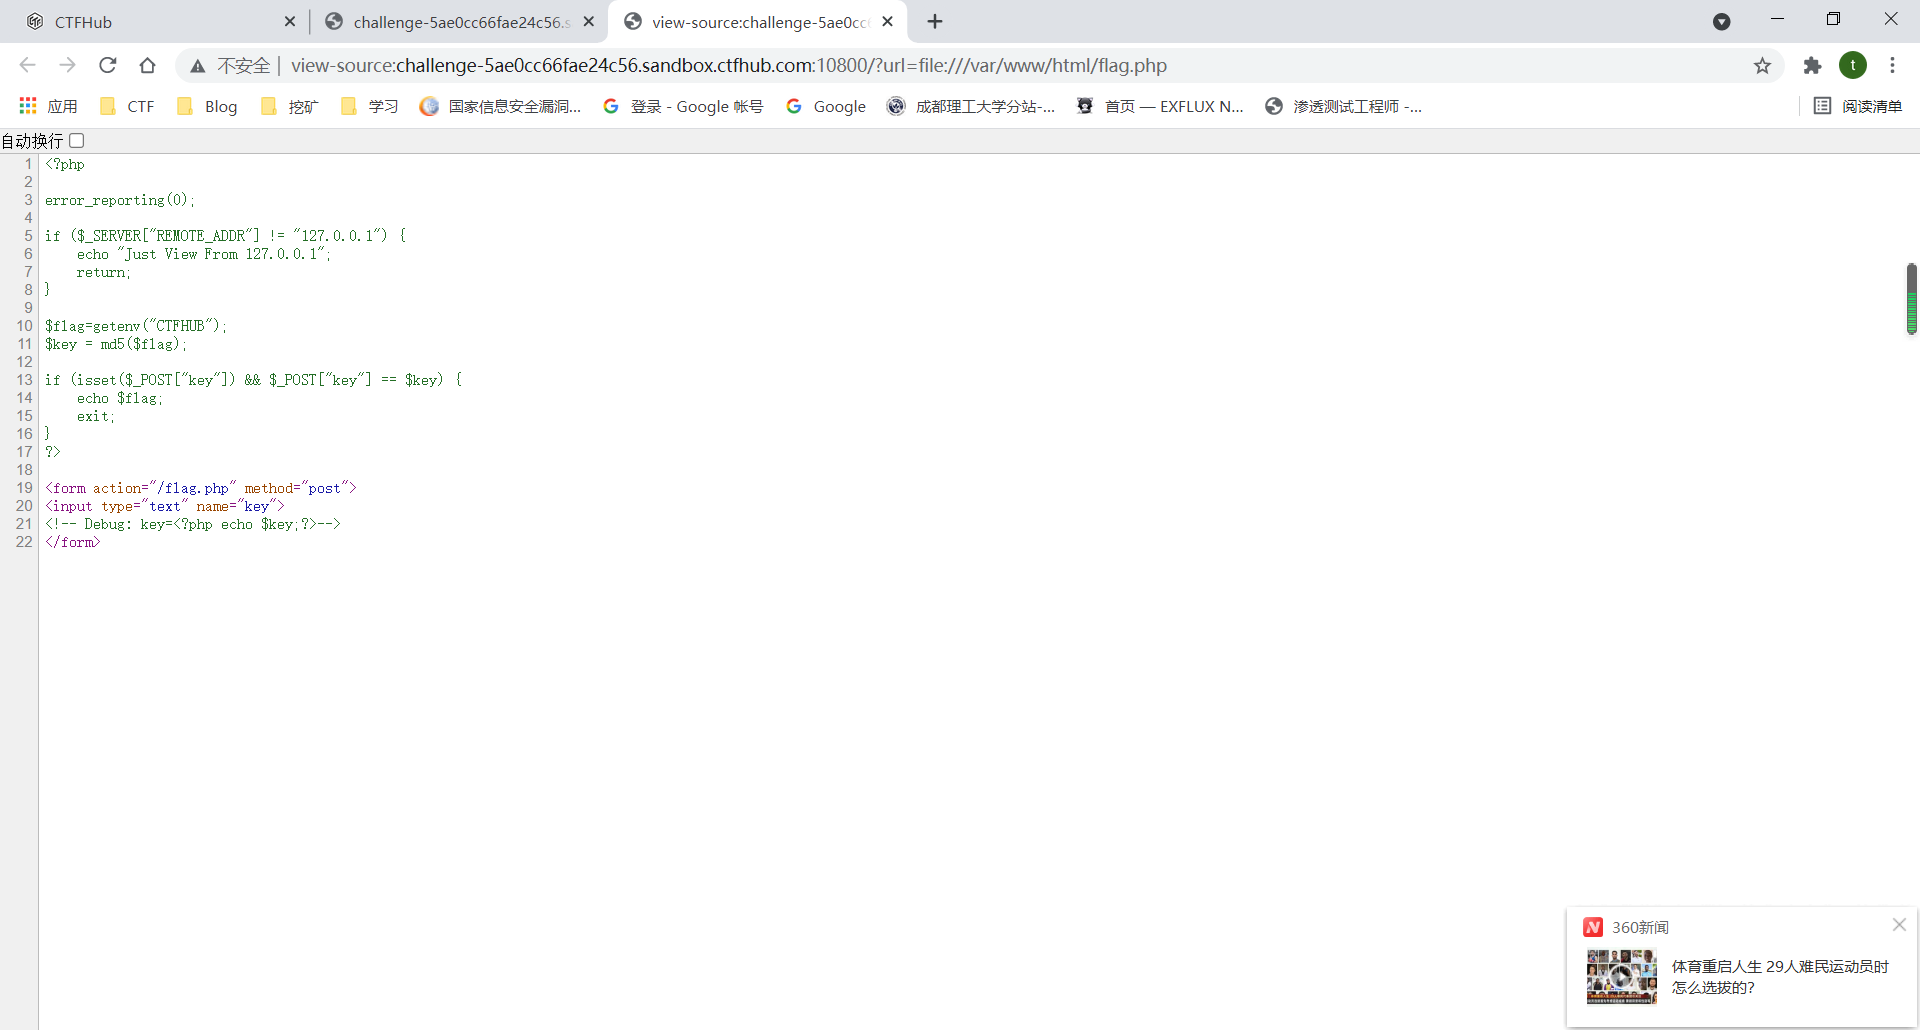 CTFHub
challenge-5ae0cc66fae24c56.s
view-source:challenge-5ae0cc6
不安全 | view-source:challenge-5ae0cc66fae24c56.sandbox.ctfhub.com:10800/?url=file:///var/www/html/flag.php
t
应用 CTF Blog 挖矿 学习 国家信息安全漏洞... 登录 - Google 帐号 Google 成都理工大学分站-... 首页 — EXFLUX N... 渗透测试工程师 -... 阅读清单
自动换行
1 <?php
2
3 error_reporting(0);
4
5 if ($_SERVER["REMOTE_ADDR"] != "127.0.0.1") {
6     echo "Just View From 127.0.0.1";
7     return;
8 }
9
10 $flag=getenv("CTFHUB");
11 $key = md5($flag);
12
13 if (isset($_POST["key"]) && $_POST["key"] == $key) {
14     echo $flag;
15     exit;
16 }
17 ?>
18
19 <form action="/flag.php" method="post">
20 <input type="text" name="key">
21 <!-- Debug: key=<?php echo $key;?>-->
22 </form>
360新闻
体育重启人生 29人难民运动员时
怎么选拔的?